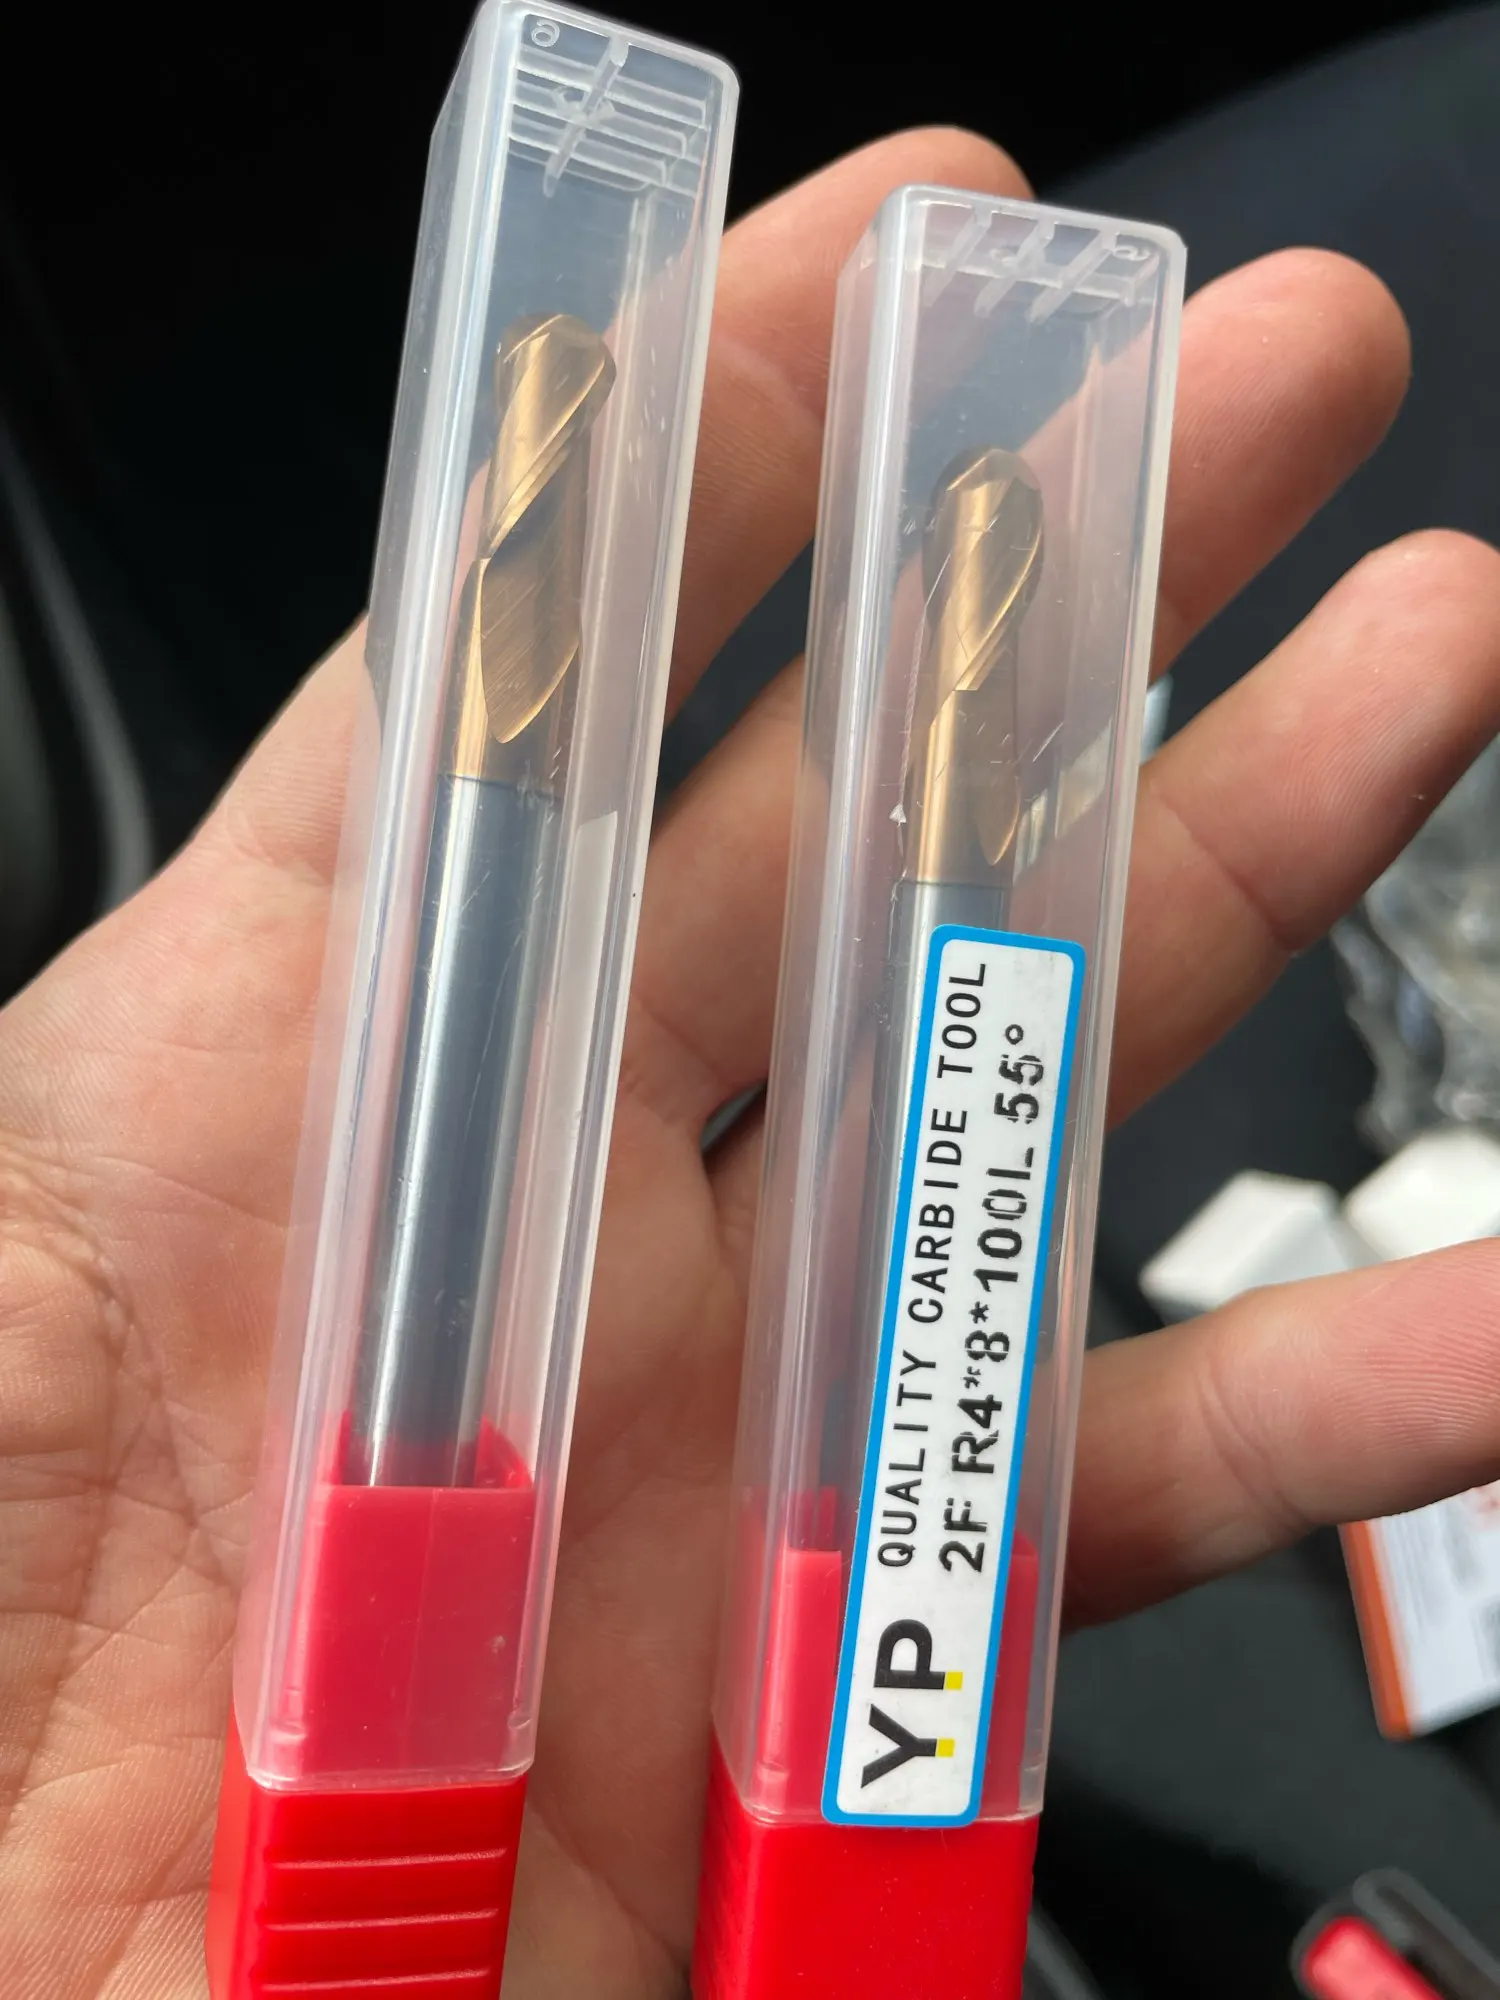 YP
QUALITY CARBIDE TOOL
2F R4*8*100L 55°